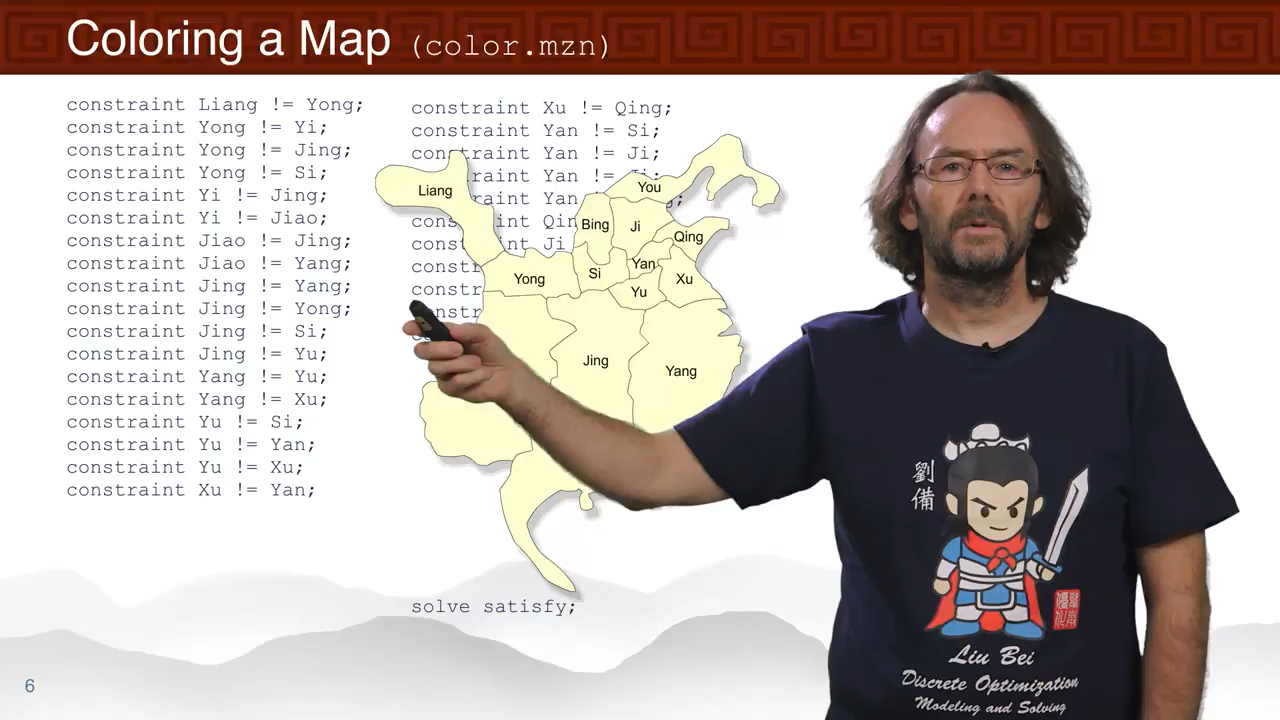 Coloring a Map (color.mzn)
constraint Liang != Yong;
constraint Yong != Yi;
constraint Yong != Jing;
constraint Yong != Si;
constraint Yi != Jing;
constraint Yi != Jiao;
constraint Jiao != Jing;
constraint Jiao != Yang;
constraint Jing != Yang;
constraint Jing != Yong;
constraint Jing != Si;
constraint Jing != Yu;
constraint Yang != Yu;
constraint Yang != Xu;
constraint Yu != Si;
constraint Yu != Yan;
constraint Yu != Xu;
constraint Xu != Yan;
constraint Xu != Qing;
constraint Yan != Si;
constraint Yan != Ji;
Yan !=
Yan
Ji
solve satisfy;
Liang
You
Bing
Ji
Qing
Yong
Si
Yan
Xu
Yu
Jing
Yang
劉備
Liu Bei
Discrete Optimization
Modeling and Solving
6